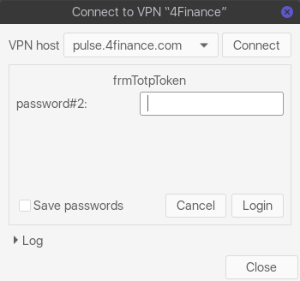 Connect to VPN “4Finance”
VPN host pulse.4finance.com Connect
frmTotpToken
password#2:
Save passwords Cancel Login
Log
Close